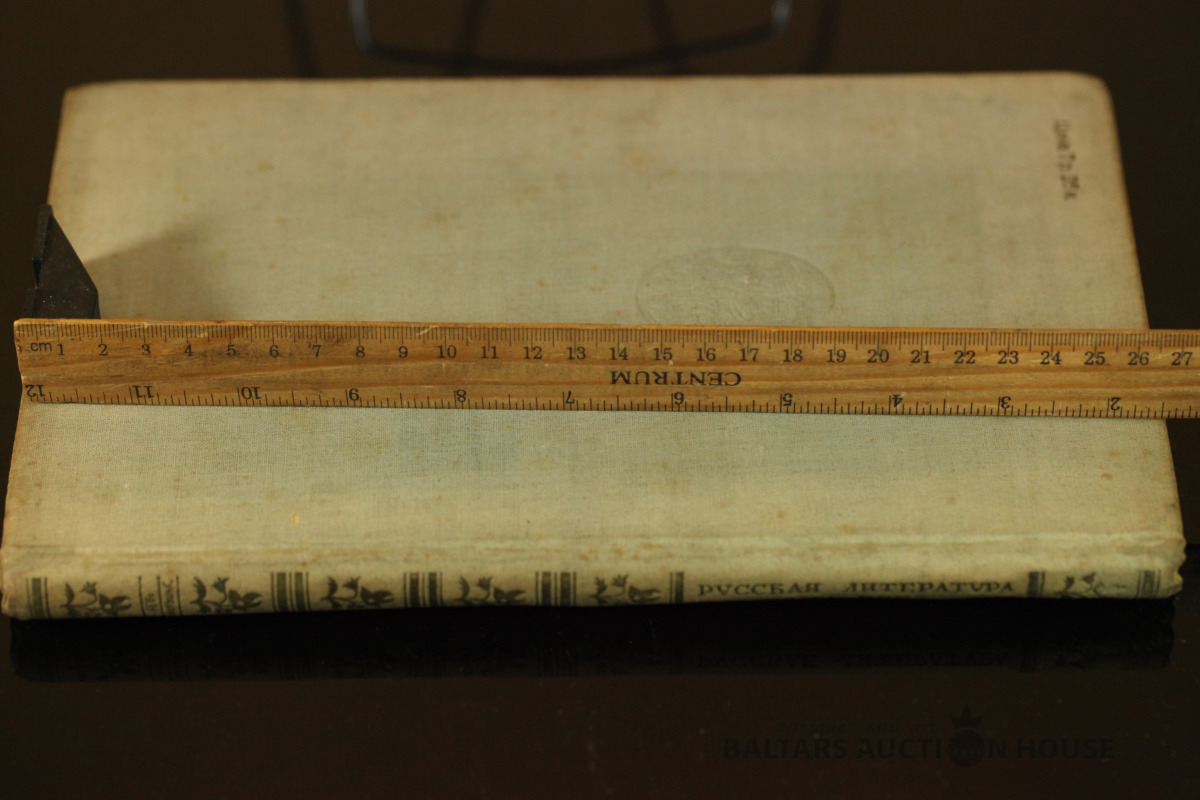 cm 1 2 3 4 5 6 7 8 9 10 11 12 13 14 15 16 17 18 19 20 21 22 23 24 25 26 27
CENTRUM
12 11 10 9 8 7 6 5 4 3 2
РУССКАЯ ЛИТЕРАТУРА
BALTARS AUCTION HOUSE